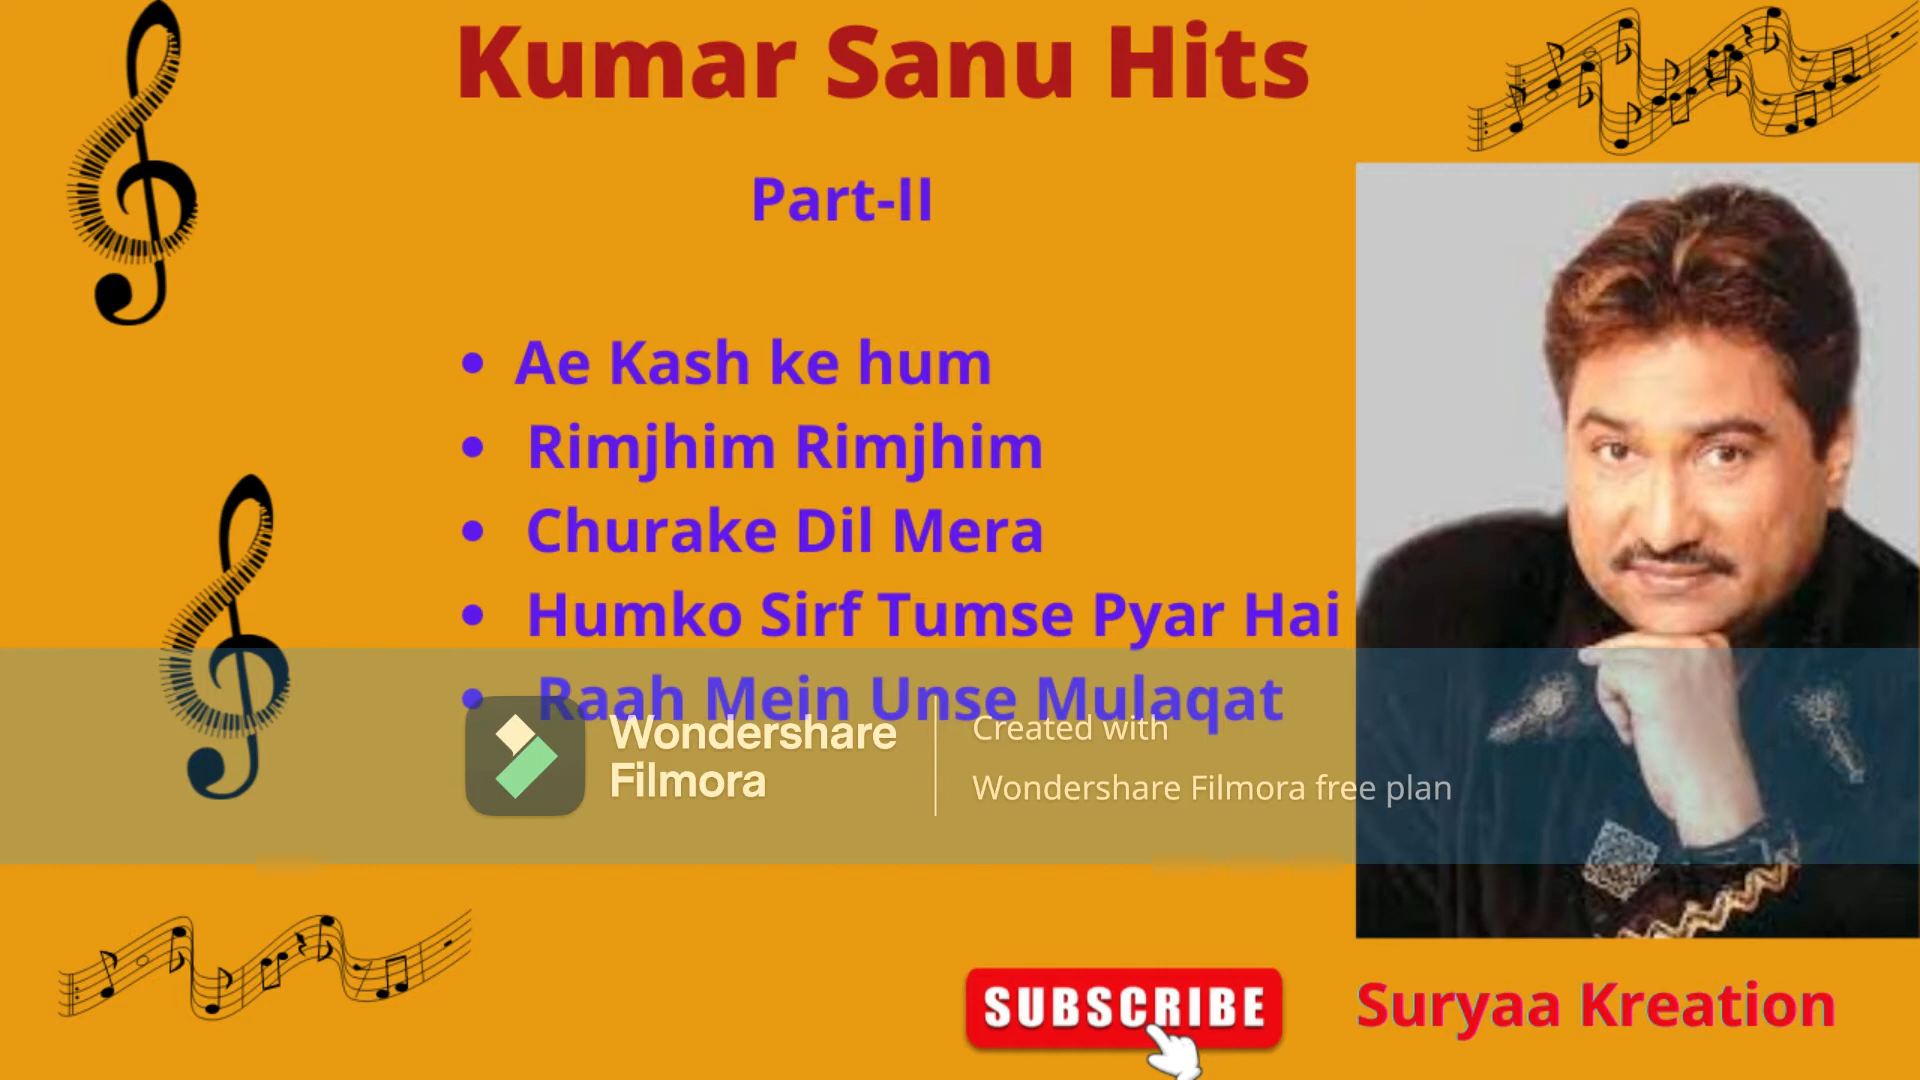 Kumar Sanu Hits
Part-II
• Ae Kash ke hum
• Rimjhim Rimjhim
• Churake Dil Mera
• Humko Sirf Tumse Pyar Hai
• Raah Mein Unse Mulaqat
Wondershare
Filmora
Created with
Wondershare Filmora free plan
SUBSCRIBE
Suryaa Kreation